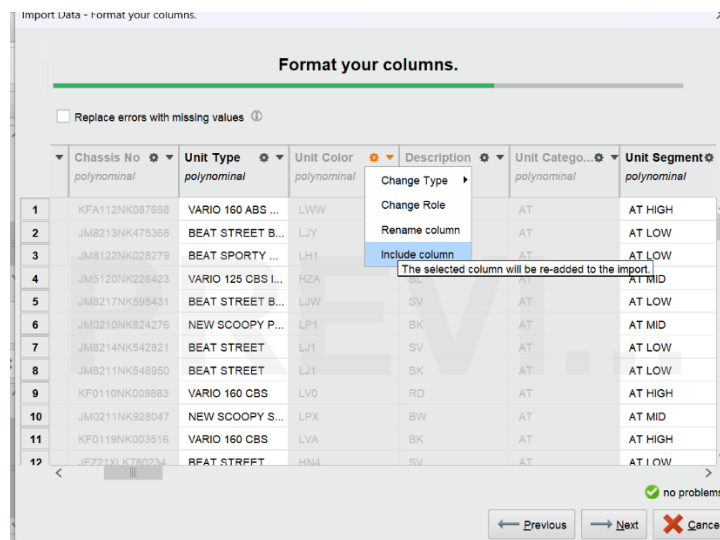 Import Data - Format your columns.
Format your columns.
Replace errors with missing values
Chassis No Unit Type Unit Color Description Unit Catego... Unit Segment
polynominal polynominal polynominal polynominal polynominal
Change Type
Change Role
Rename column
Include column
The selected column will be re-added to the import.
1 KFA112NK087698 VARIO 160 ABS ... LWW AT AT HIGH
2 JM8213NK475368 BEAT STREET B... LJY AT AT LOW
3 JM8122NK028279 BEAT SPORTY ... LH1 AT AT LOW
4 JM5120NK226423 VARIO 125 CBS I... HZA AT AT MID
5 JM8217NK598431 BEAT STREET B... LJW SV AT AT LOW
6 JM0210NK824276 NEW SCOOPY P... LP1 BK AT AT MID
7 JM8214NK542821 BEAT STREET LJ1 SV AT AT LOW
8 JM8211NK548950 BEAT STREET LJ1 BK AT AT LOW
9 KF0110NK009883 VARIO 160 CBS LV0 RD AT AT HIGH
10 JM0211NK928047 NEW SCOOPY S... LPX BW AT AT MID
11 KF0119NK003516 VARIO 160 CBS LVA BK AT AT HIGH
12 JFZ21XLK780234 BEAT STREET HN4 SV AT AT LOW
PREVI...
no problems
Previous Next Cance